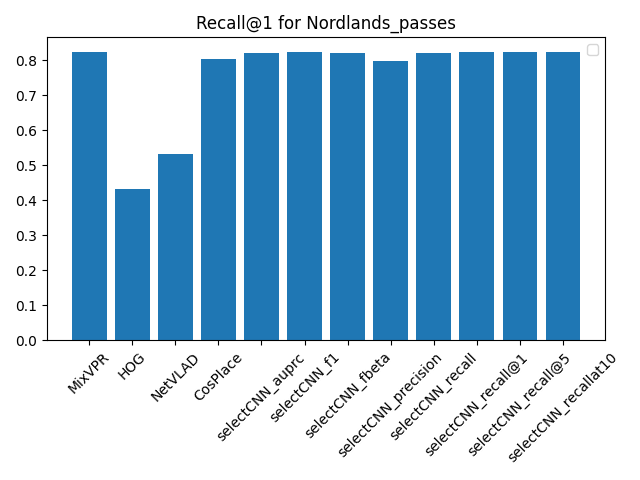 Recall@1 for Nordlands_passes
0.8
0.7
0.6
0.5
0.4
0.3
0.2
0.1
0.0
MixVPR
HOG
NetVLAD
CosPlace
selectCNN_auprc
selectCNN_f1
selectCNN_fbeta
selectCNN_precision
selectCNN_recall
selectCNN_recall@1
selectCNN_recall@5
selectCNN_recallat10